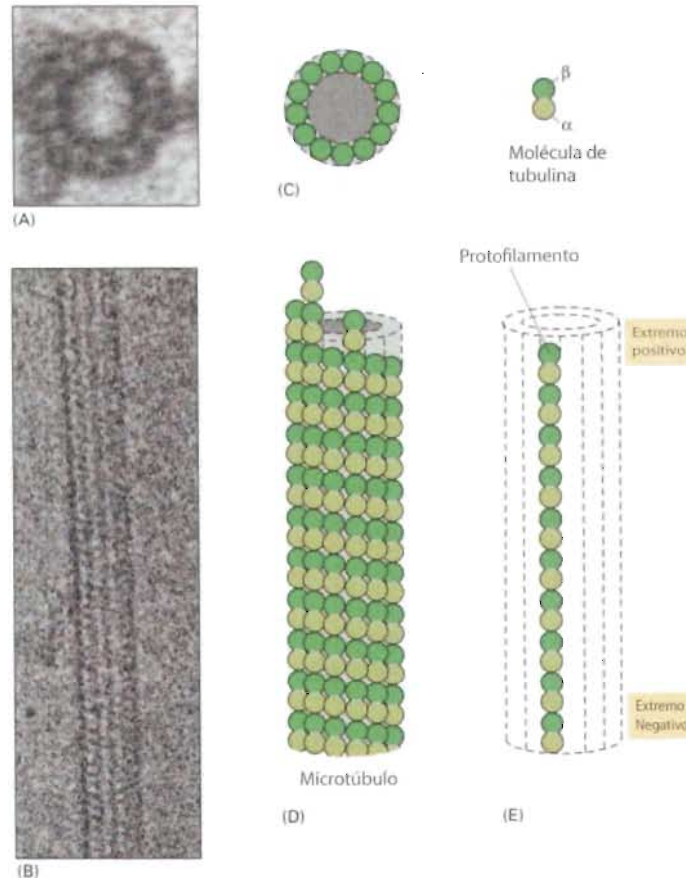 (A)
(C)
β
α
Molécula de
tubulina
(B)
Protofilamento
Extremo
positivo
Extremo
Negativo
Microtúbulo
(D)
(E)